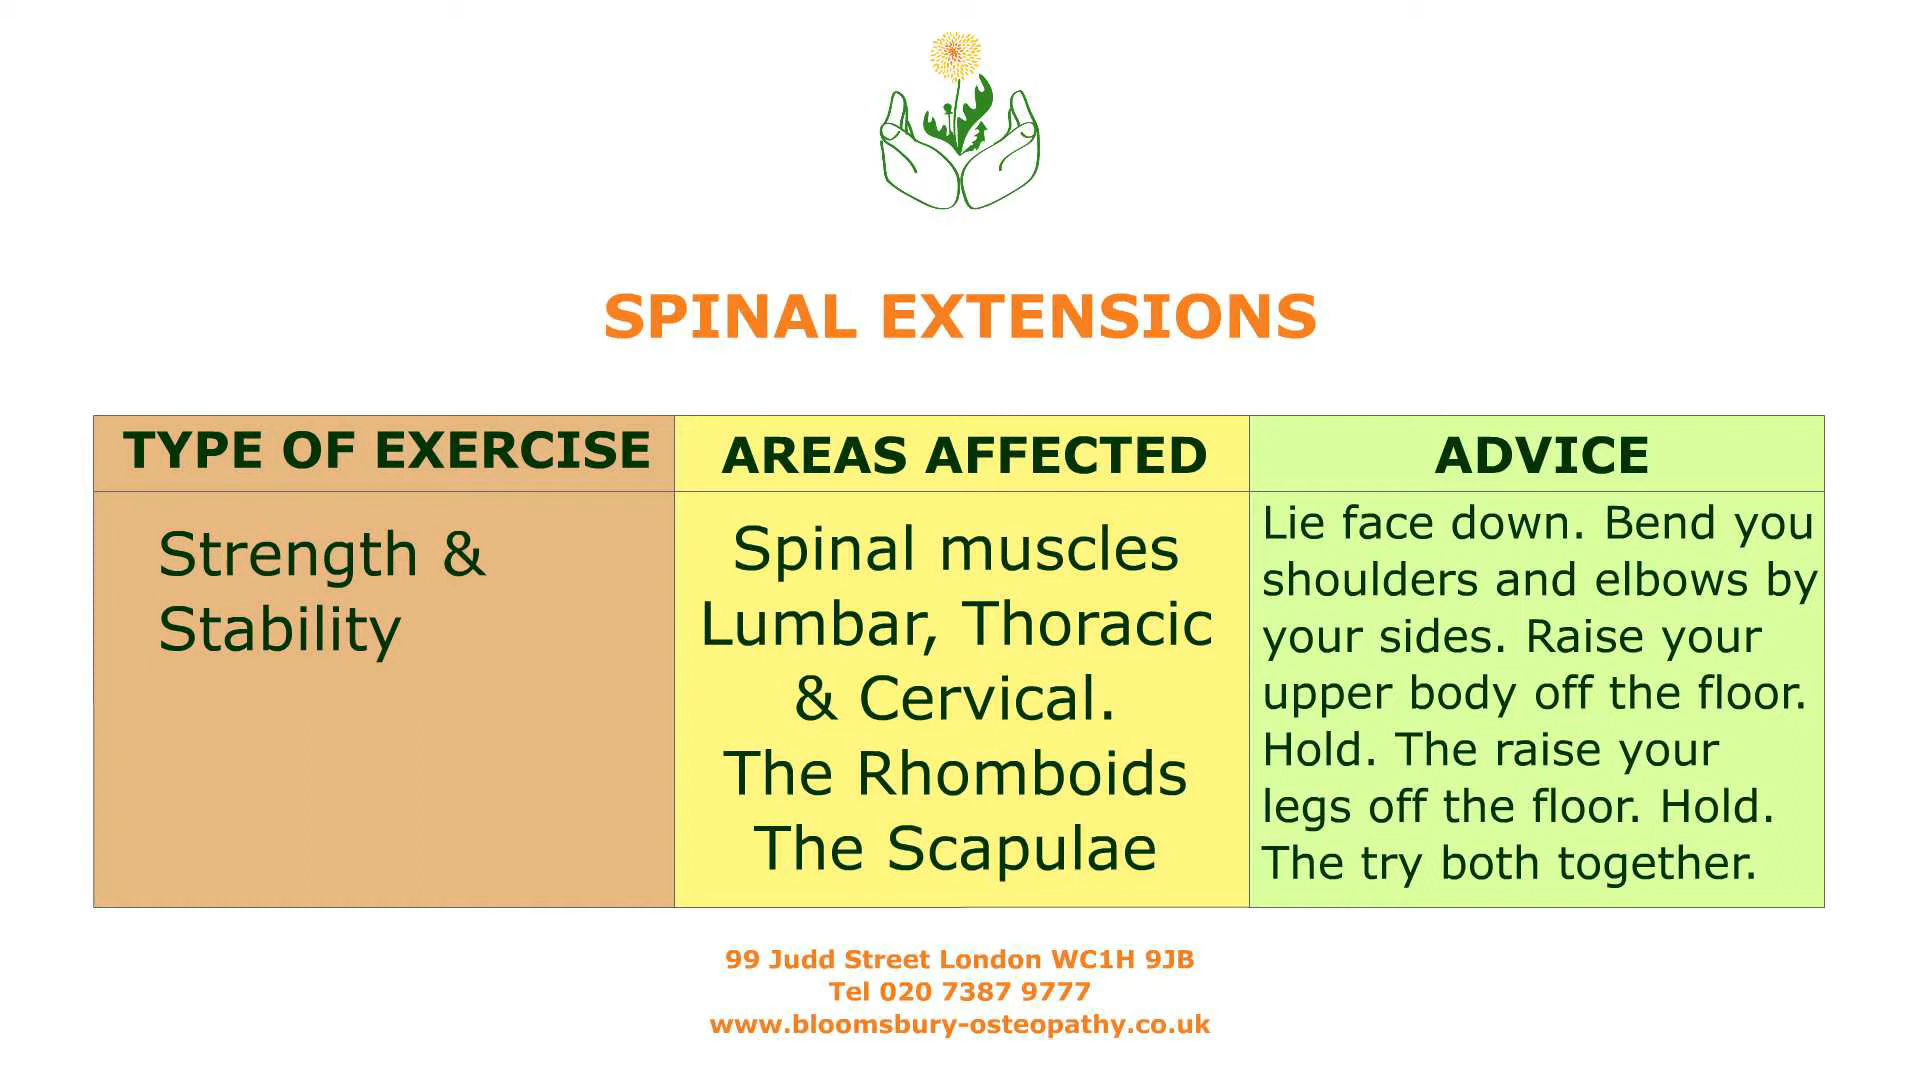 SPINAL EXTENSIONS
TYPE OF EXERCISE
AREAS AFFECTED
ADVICE
Strength &
Stability
Spinal muscles
Lumbar, Thoracic
& Cervical.
The Rhomboids
The Scapulae
Lie face down. Bend you
shoulders and elbows by
your sides. Raise your
upper body off the floor.
Hold. The raise your
legs off the floor. Hold.
The try both together.
99 Judd Street London WC1H 9JB
Tel 020 7387 9777
www.bloomsbury-osteopathy.co.uk